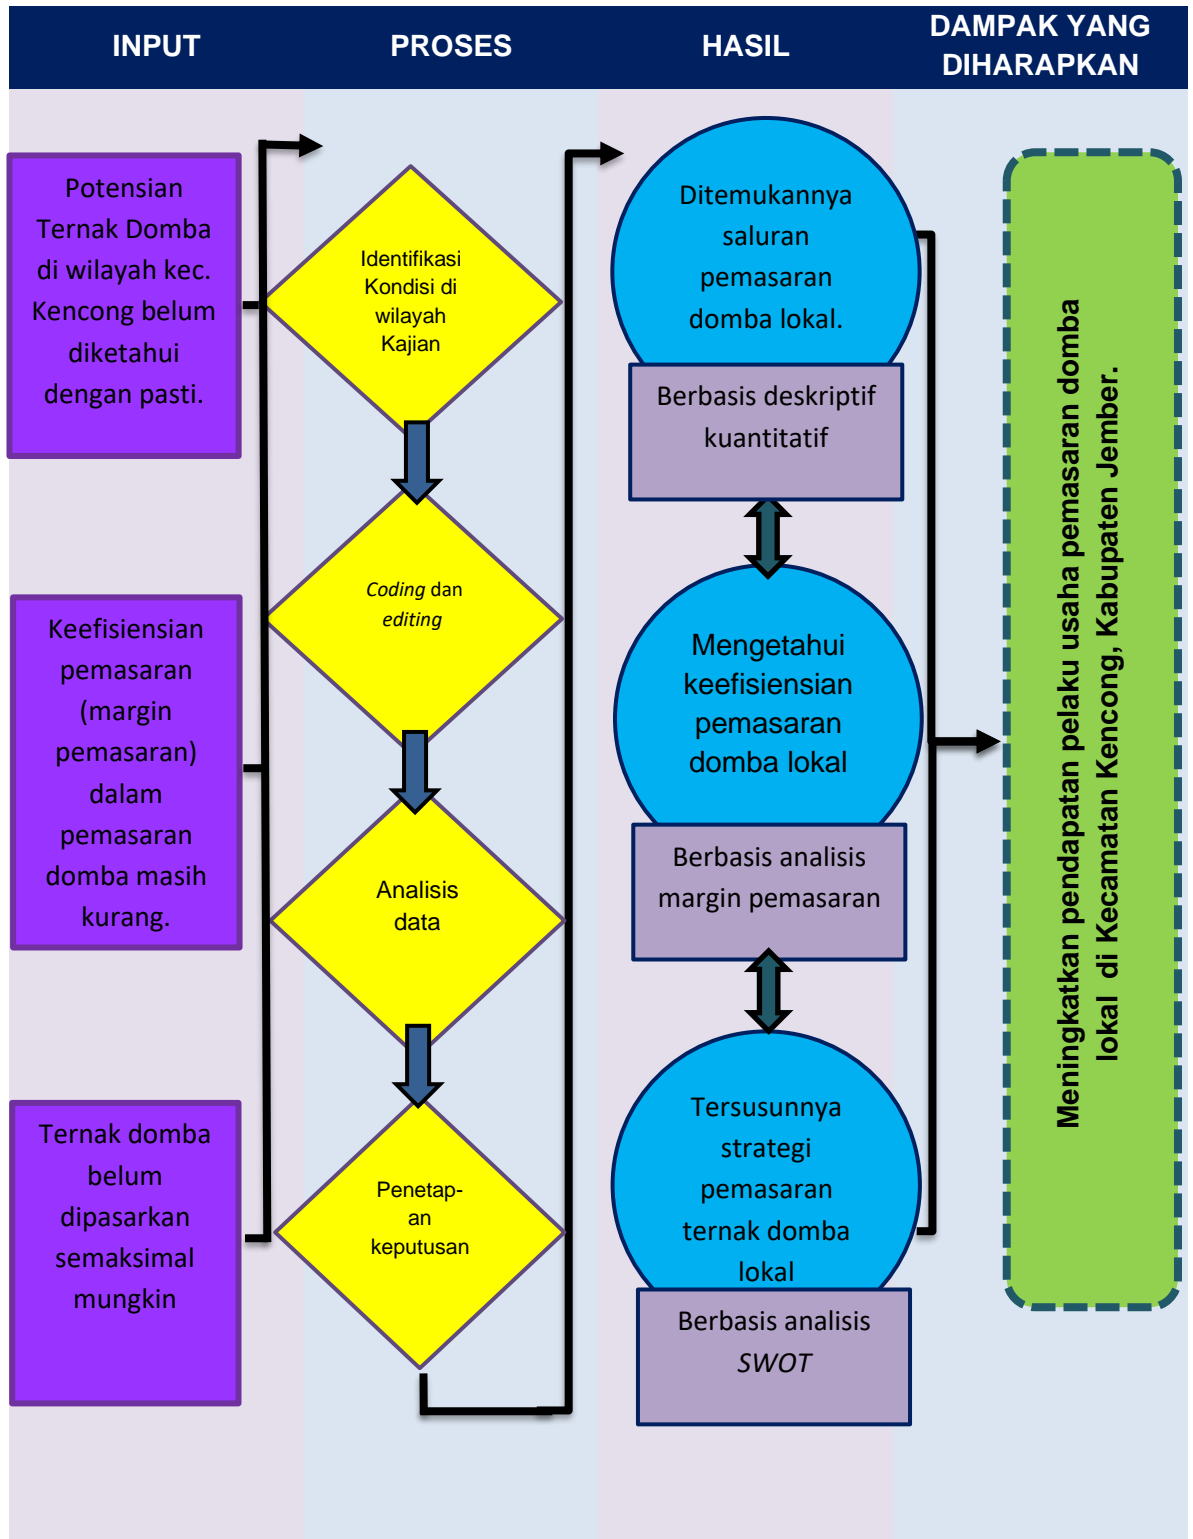 INPUT
PROSES
HASIL
DAMPAK YANG
DIHARAPKAN
Potensian
Ternak Domba
di wilayah kec.
Kencong belum
diketahui
dengan pasti.
Keefisiensian
pemasaran
(margin
pemasaran)
dalam
pemasaran
domba masih
kurang.
Ternak domba
belum
dipasarkan
semaksimal
mungkin
Identifikasi
Kondisi di
wilayah
Kajian
Coding dan
editing
Analisis
data
Penetap-
an
keputusan
Ditemukannya
saluran
pemasaran
domba lokal.
Berbasis deskriptif
kuantitatif
Mengetahui
keefisiensian
pemasaran
domba lokal
Berbasis analisis
margin pemasaran
Tersusunnya
strategi
pemasaran
ternak domba
lokal
Berbasis analisis
SWOT
Meningkatkan pendapatan pelaku usaha pemasaran domba
lokal di Kecamatan Kencong, Kabupaten Jember.